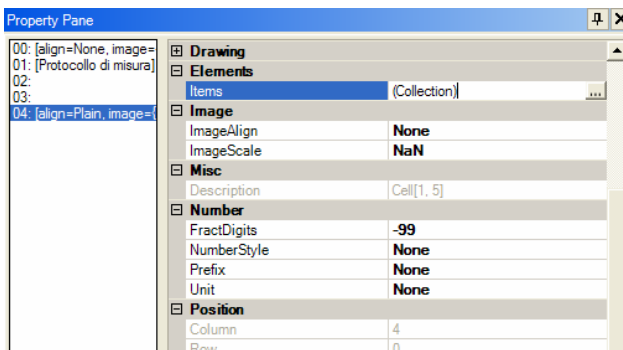 Property Pane
00: [align=None, image=
01: [Protocollo di misura]
02:
03:
04: [align=Plain, image={
Drawing
Elements
Items (Collection) ...
Image
ImageAlign None
ImageScale NaN
Misc
Description Cell[1, 5]
Number
FractDigits -99
NumberStyle None
Prefix None
Unit None
Position
Column 4
Row 0